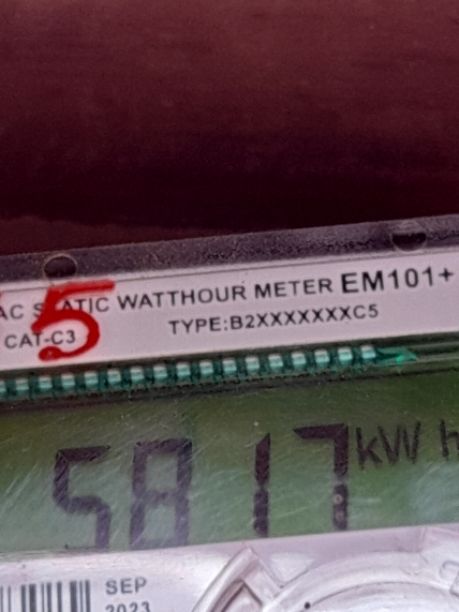 AC STATIC WATTHOUR METER EM101+
CAT-C3 5 TYPE:B2XXXXXXXC5
5817 kWh
SEP
2023